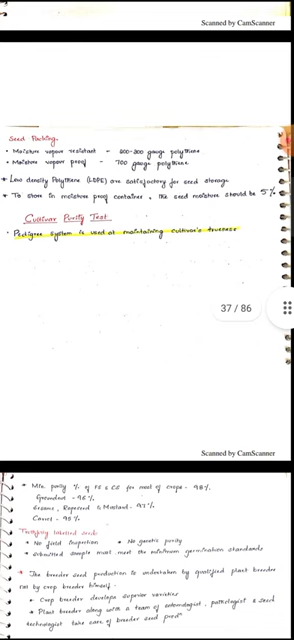 Scanned by CamScanner
Seed Packing.
• Moisture vapour resistant - 200-300 gauge polythene
• Moisture vapour proof - 700 gauge polythene
* Low density Polythene (LDPE) are satisfactory for seed storage
* To store in moisture proof container, the seed moisture should be 5%
Cultivar Purity Test
• Pedigree system is used at maintaining cultivar's trueness
37 / 86
Scanned by CamScanner
* Min. purity % of FS & CS for most of crops - 98%
Groundnut - 96%
Sesame, Rapeseed & Mustard - 97%
Carrot - 95%
Truthfully labelled seeds
* No field inspection * No genetic purity
* submitted sample must meet the minimum germination standards
* The breeder seed production is undertaken by qualified plant breeder
not by crop breeder himself.
* Crop breeder develops superior varieties
* Plant breeder along with a team of entomologist, pathologist & seed
technologist take care of breeder seed prodn